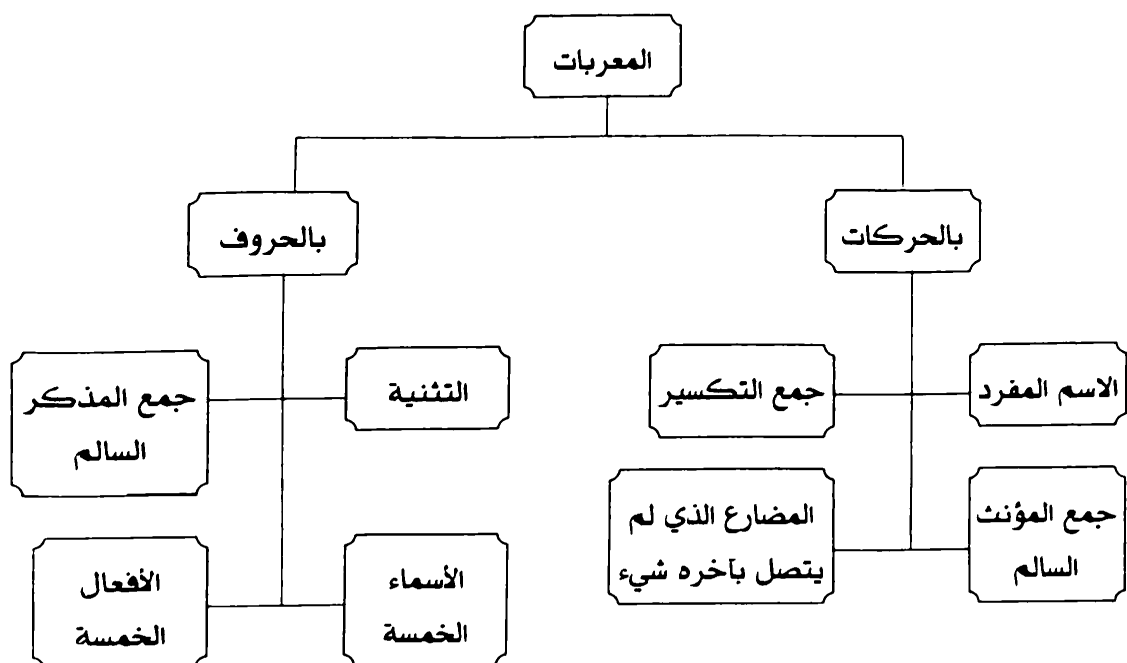 المعربات
بالحركات
بالحروف
الاسم المفرد
جمع التكسير
التثنية
جمع المذكر
السالم
جمع المؤنث
السالم
المضارع الذي لم
يتصل بآخره شيء
الأسماء
الخمسة
الأفعال
الخمسة